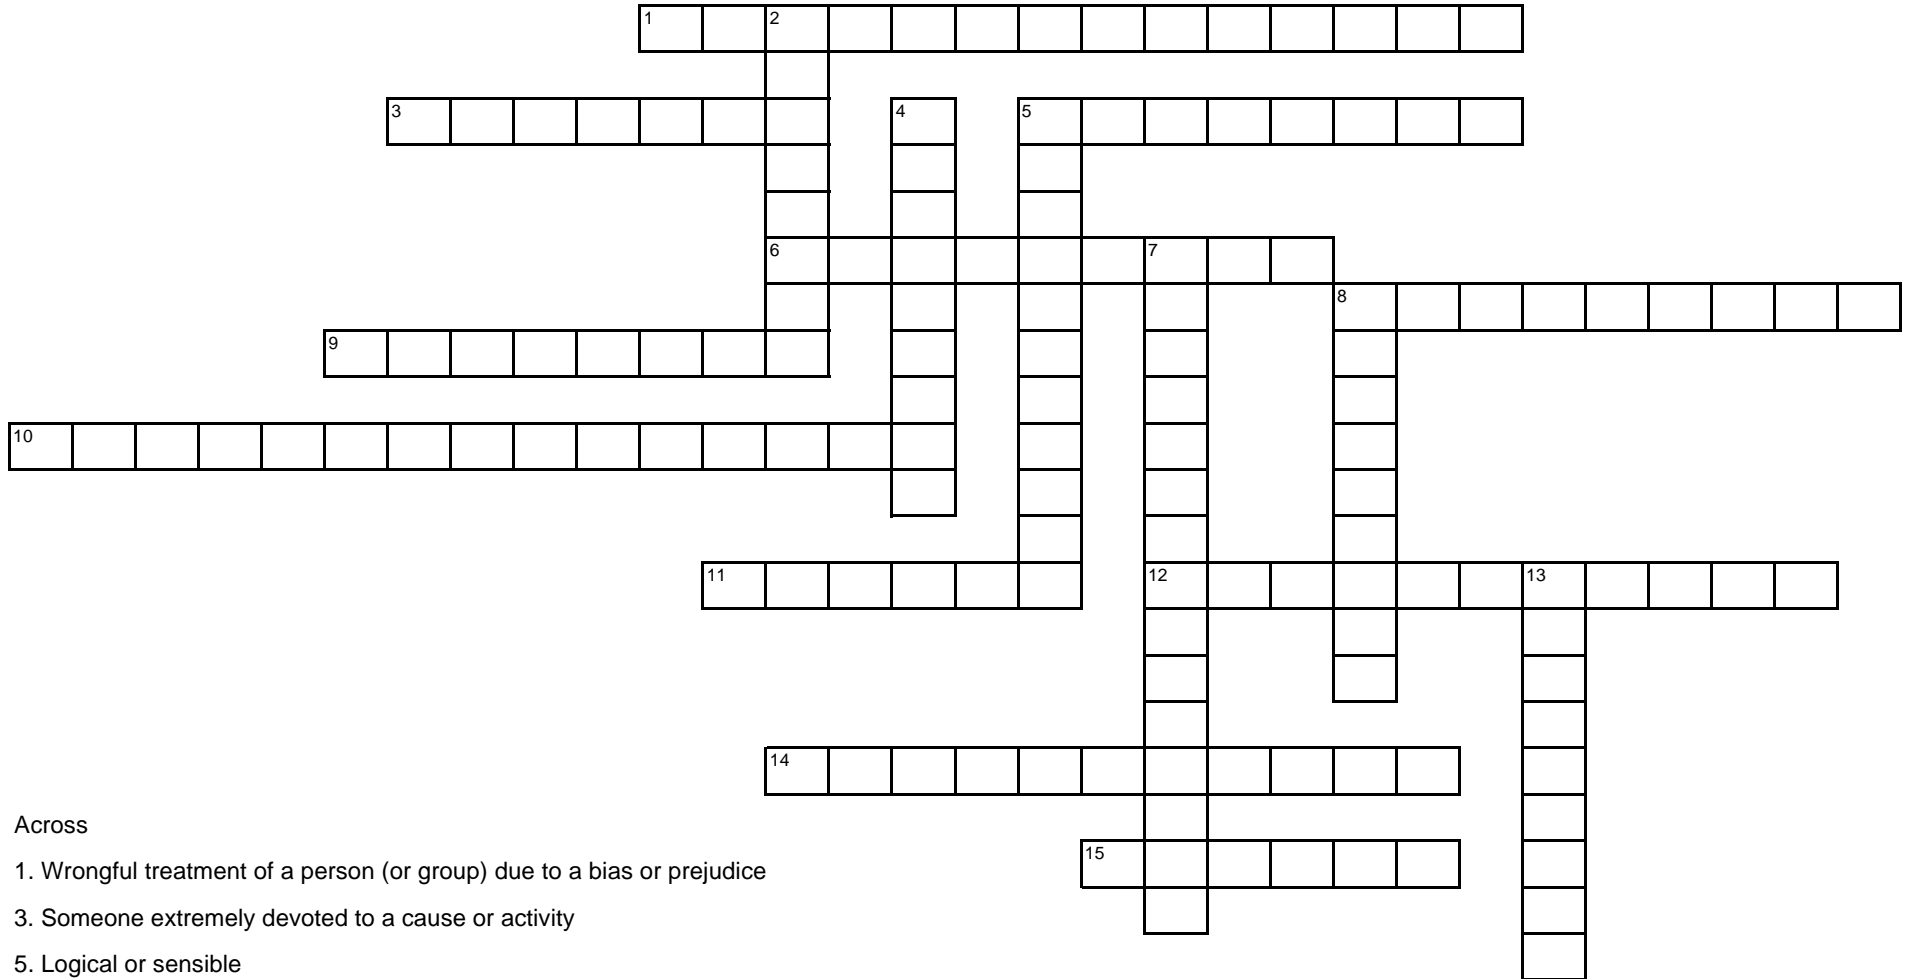 1 2
3 4 5
6 7
8
9
10
11 12 13
14
15
Across
1. Wrongful treatment of a person (or group) due to a bias or prejudice
3. Someone extremely devoted to a cause or activity
5. Logical or sensible